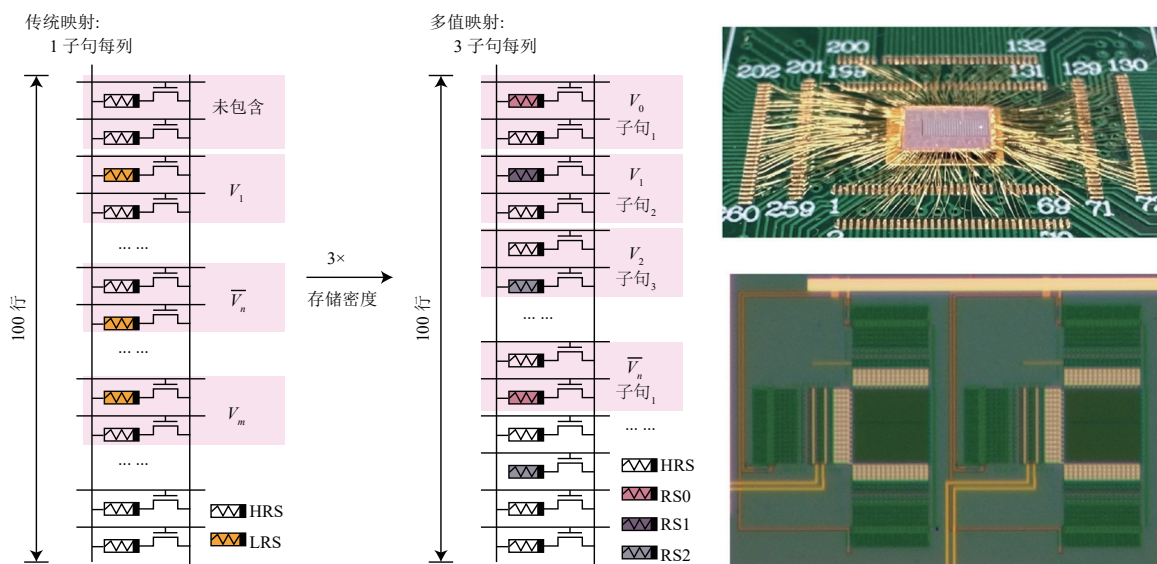 传统映射:
1 子句每列
100 行
未包含
V1
... ...
V̅n
... ...
Vm
... ...
HRS
LRS
3×
存储密度
多值映射:
3 子句每列
100 行
V0
子句1
V1
子句2
V2
子句3
... ...
V̅n
子句1
... ...
HRS
RS0
RS1
RS2
200 132
202 201 199 131 129 130
260 259 1 69 71